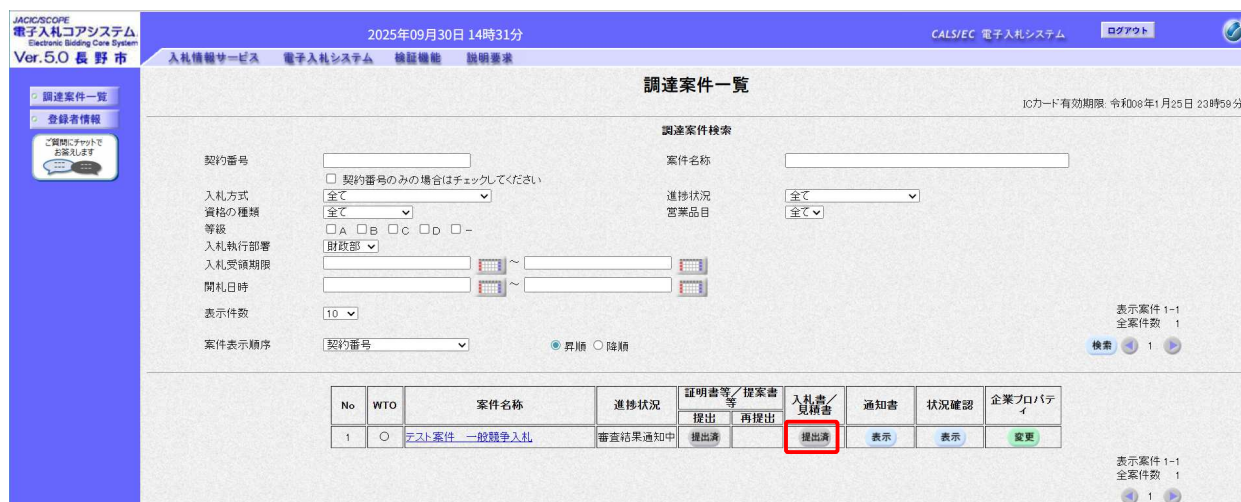 JACIC/SCOPE
電子入札コアシステム
Electronic Bidding Core System
Ver.5.0 長 野 市
2025年09月30日 14時31分
CALS/EC 電子入札システム
ログアウト
入札情報サービス 電子入札システム 検証機能 説明要求
調達案件一覧
登録者情報
ご質問にチャットで
お答えします
調達案件一覧
ICカード有効期限 令和08年1月25日 23時59分
調達案件検索
契約番号
案件名称
契約番号のみの場合はチェックしてください
入札方式 全て 進捗状況 全て
資格の種類 全て 営業品目 全て
等級 A B C D -
入札執行部署 財政部
入札受領期限 ~
開札日時 ~
表示件数 10
表示案件 1-1
全案件数 1
案件表示順序 契約番号 昇順 降順 検索 1
No WTO 案件名称 進捗状況 証明書等/提案書等 入札書/見積書 通知書 状況確認 企業プロパティ
提出 再提出
1 ○ テスト案件 一般競争入札 審査結果通知中 提出済 提出済 表示 表示 変更
表示案件 1-1
全案件数 1
1